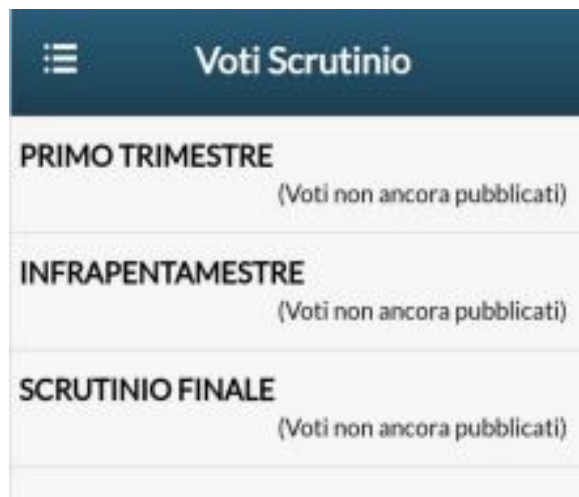 Voti Scrutinio
PRIMO TRIMESTRE
(Voti non ancora pubblicati)
INFRAPENTAMESTRE
(Voti non ancora pubblicati)
SCRUTINIO FINALE
(Voti non ancora pubblicati)